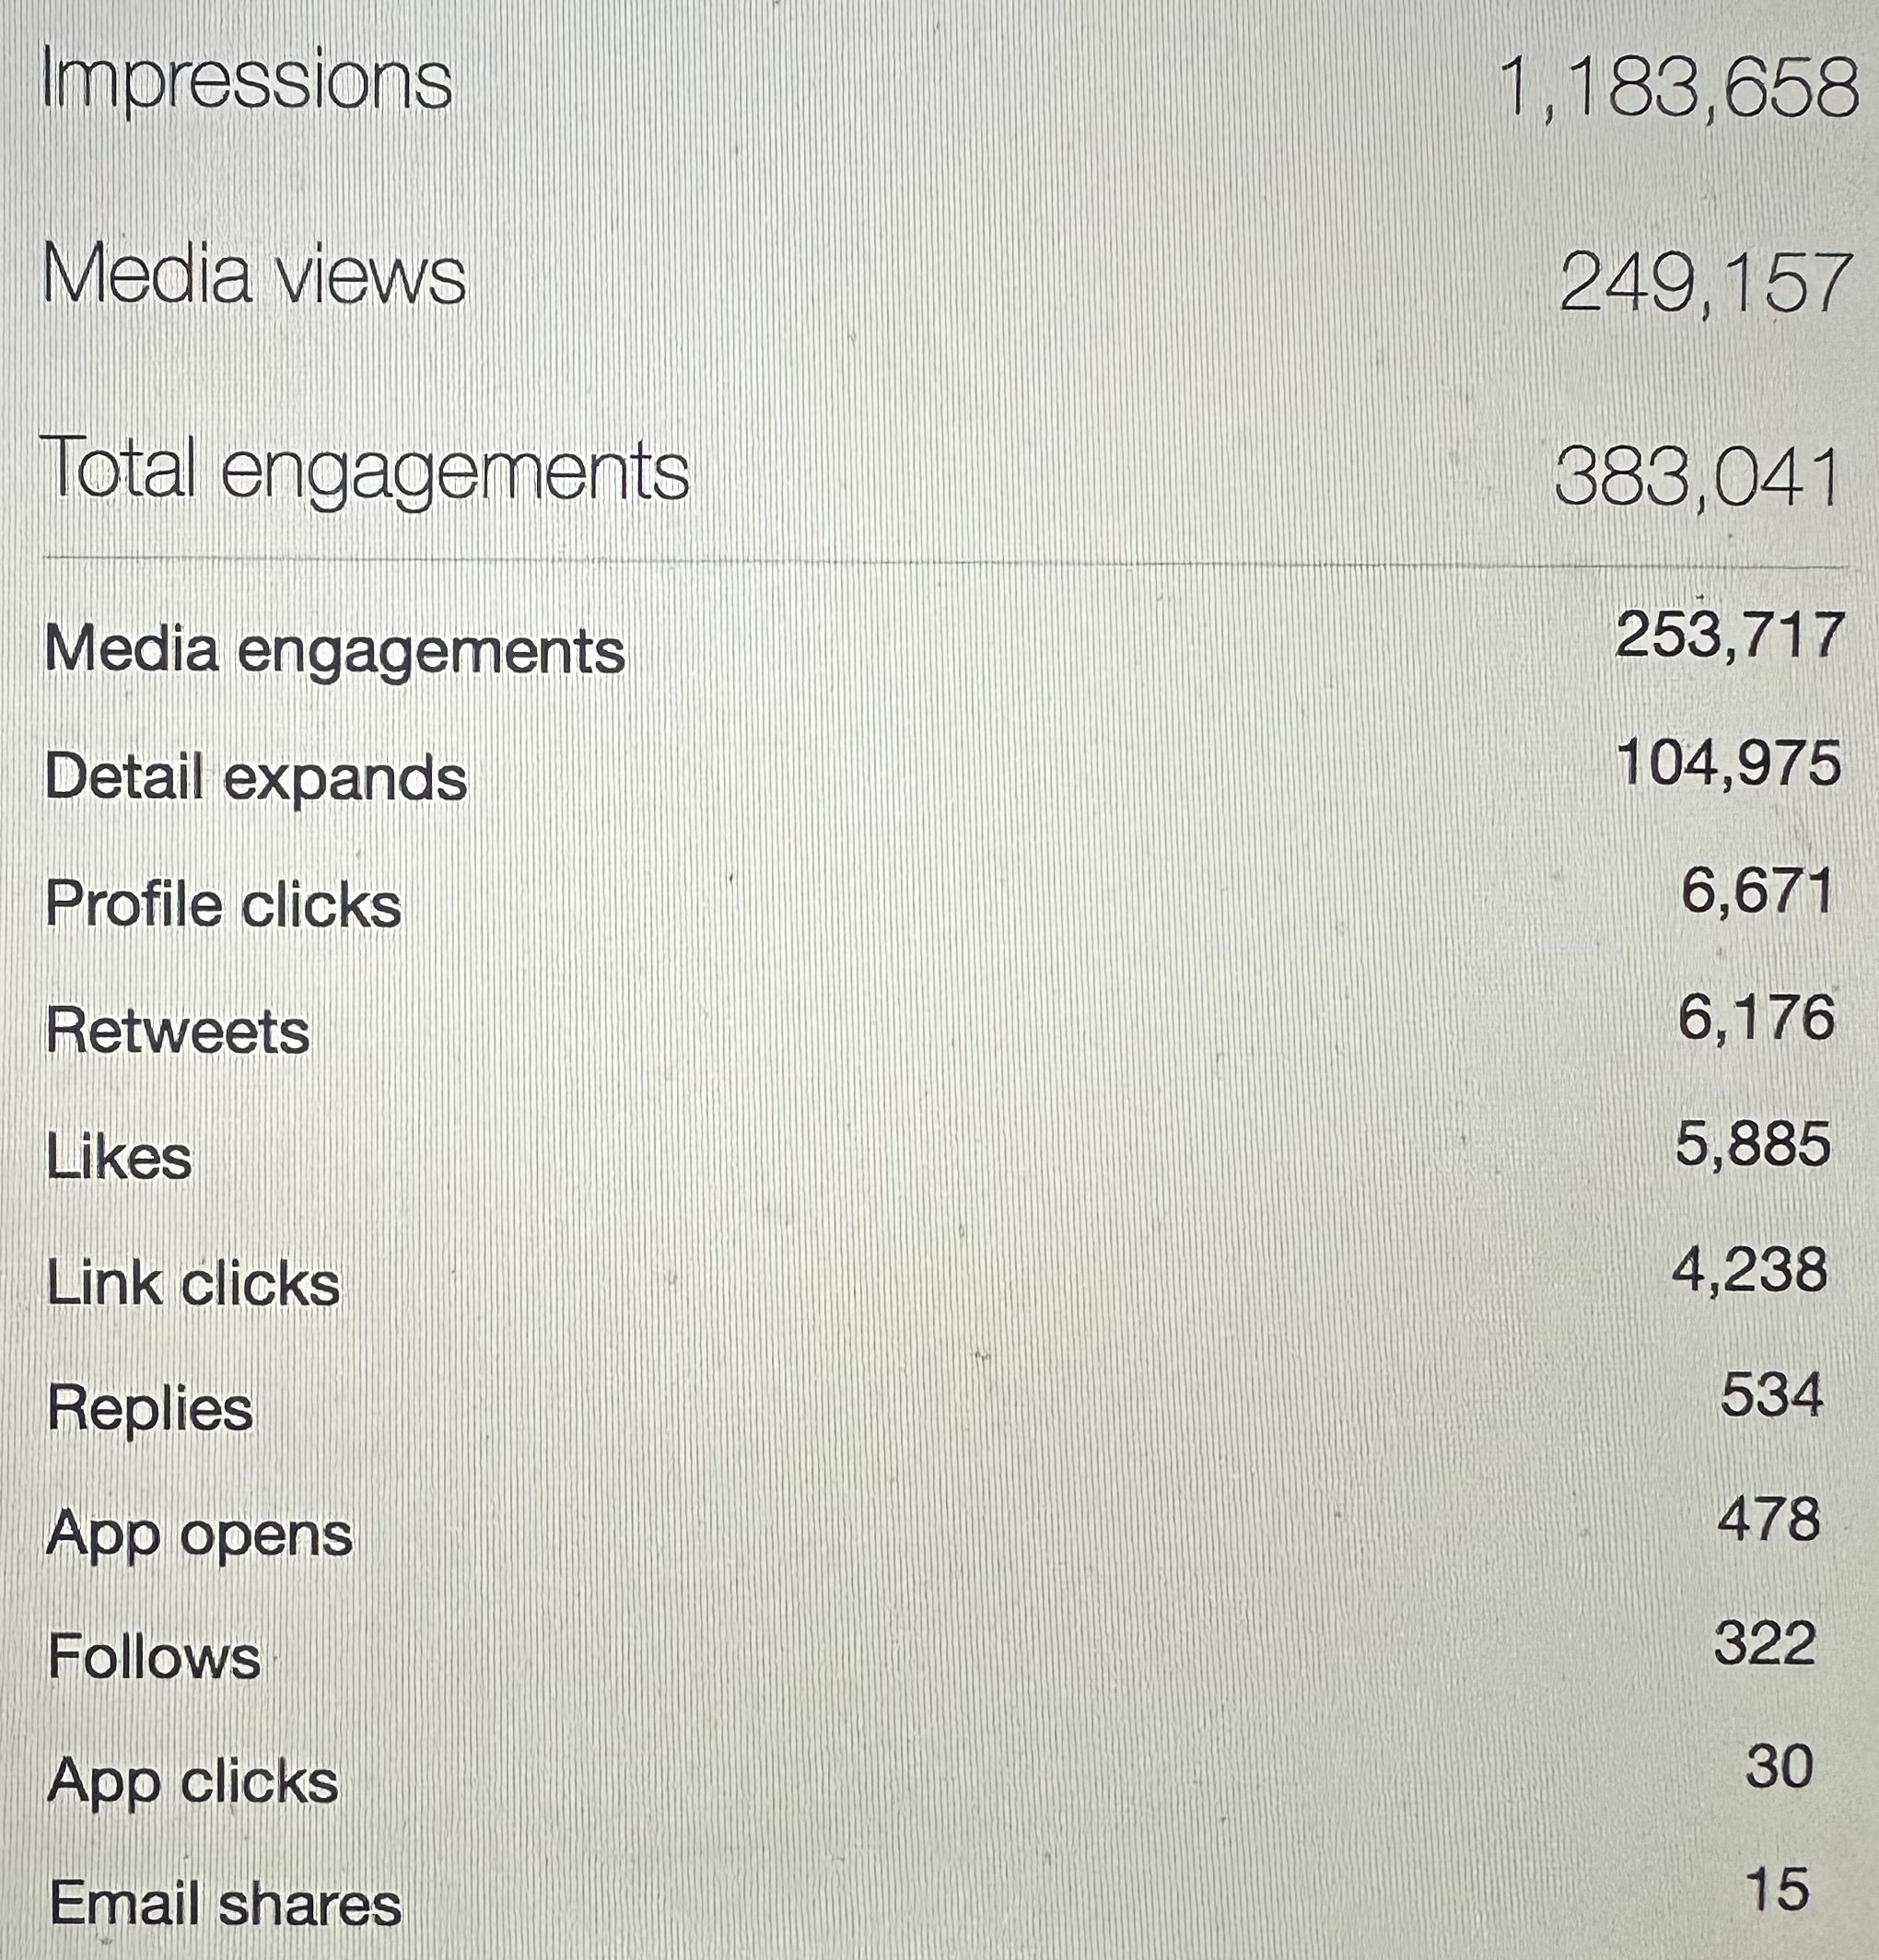 Impressions 1,183,658
Media views 249,157
Total engagements 383,041
Media engagements 253,717
Detail expands 104,975
Profile clicks 6,671
Retweets 6,176
Likes 5,885
Link clicks 4,238
Replies 534
App opens 478
Follows 322
App clicks 30
Email shares 15